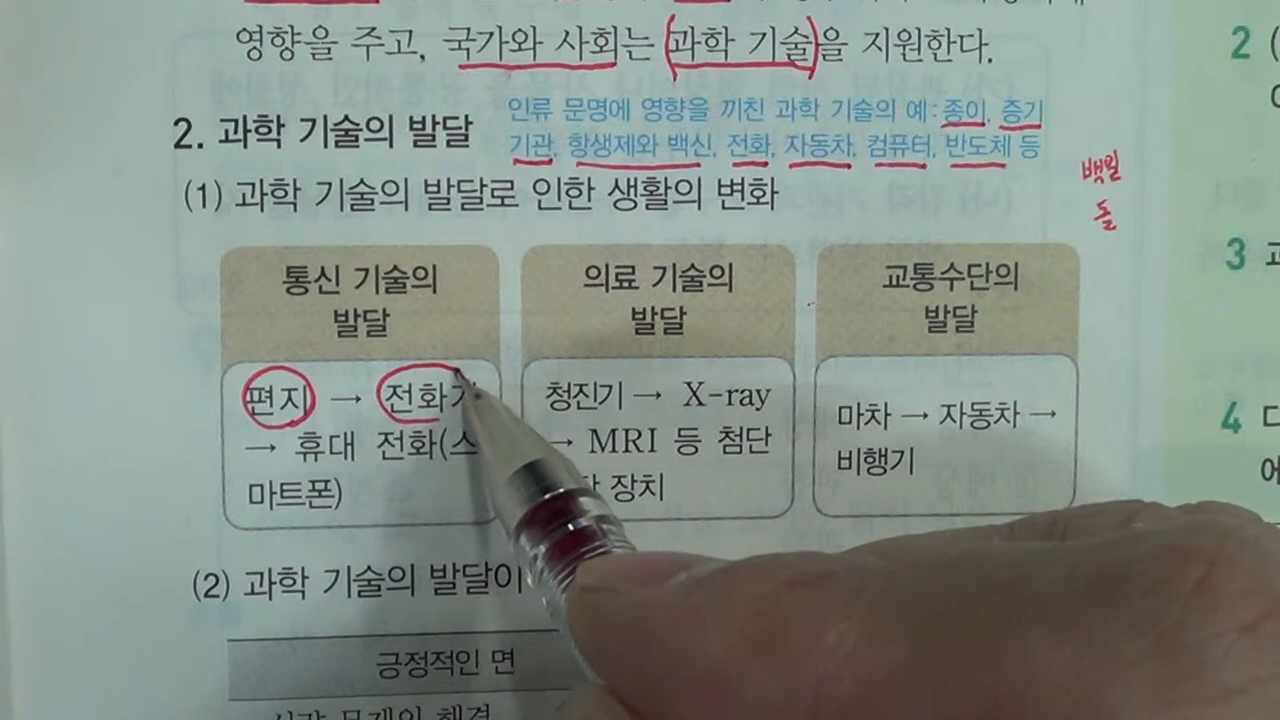 영향을 주고, 국가와 사회는 (과학 기술)을 지원한다.
2. 과학 기술의 발달
인류 문명에 영향을 끼친 과학 기술의 예: 종이, 증기
기관, 항생제와 백신, 전화, 자동차, 컴퓨터, 반도체 등
백일
돌
(1) 과학 기술의 발달로 인한 생활의 변화
통신 기술의
발달
편지 → 전화기
→ 휴대 전화(스
마트폰)
의료 기술의
발달
청진기 → X-ray
→ MRI 등 첨단
장치
교통수단의
발달
마차 → 자동차 →
비행기
(2) 과학 기술의 발달이
긍정적인 면
2 (
3
4